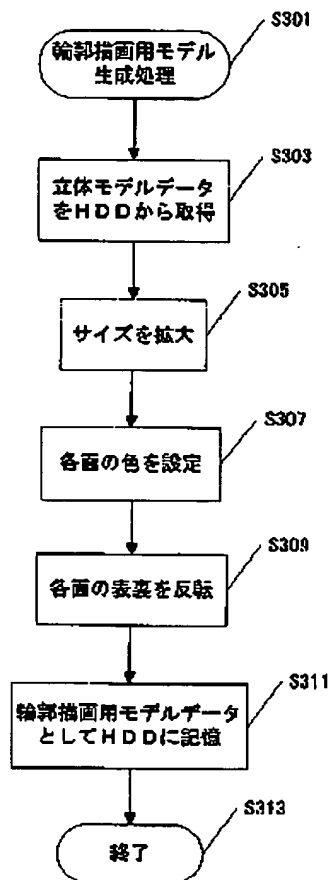 S301
輪郭描画用モデル
生成処理
S303
立体モデルデータ
をHDDから取得
S305
サイズを拡大
S307
各面の色を設定
S309
各面の表裏を反転
S311
輪郭描画用モデルデータ
としてHDDに記憶
S313
終了